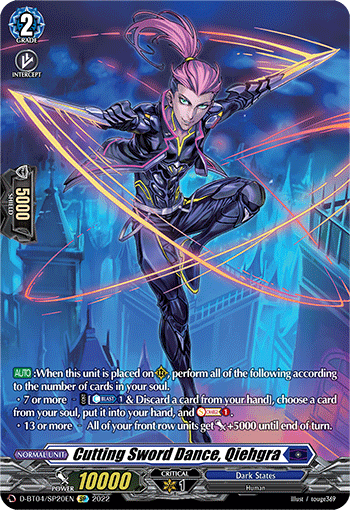 2
GRADE
INTERCEPT
5000
SHIELD
AUTO :When this unit is placed on R, perform all of the following according
to the number of cards in your soul.
・7 or more - [BLAST 1 & Discard a card from your hand], choose a card
from your soul, put it into your hand, and 1.
・13 or more - All of your front row units get +5000 until end of turn.
NORMAL UNIT
Cutting Sword Dance, Qiehgra
POWER 10000
CRITICAL
1
Dark States
Human
D-BT04/SP20EN SP 2022
Illust / touge369